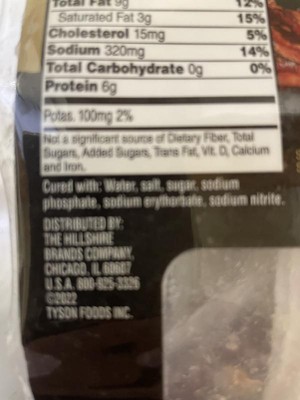 Total Fat 9g 12%
Saturated Fat 3g 15%
Cholesterol 15mg 5%
Sodium 320mg 14%
Total Carbohydrate 0g 0%
Protein 6g
Potas. 100mg 2%
Not a significant source of Dietary Fiber, Total
Sugars, Added Sugars, Trans Fat, Vit. D, Calcium
and Iron.
Cured with: Water, salt, sugar, sodium
phosphate, sodium erythorbate, sodium nitrite.
DISTRIBUTED BY:
THE HILLSHIRE
BRANDS COMPANY,
CHICAGO, IL 60607
U.S.A. 800-925-3326
©2022
TYSON FOODS INC.